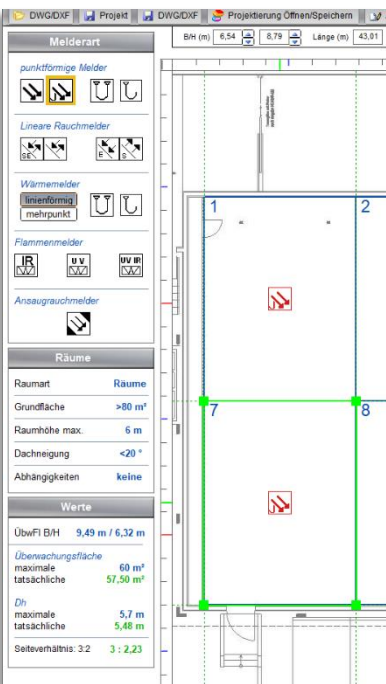 DWG/DXF Projekt DWG/DXF Projektierung Öffnen/Speichern
B/H (m) 6,54 8,79 Länge (m) 43,01
Melderart
punktförmige Melder
Lineare Rauchmelder
SE E S
Wärmemelder
linienförmig
mehrpunkt
Flammenmelder
IR UV UV IR
Ansaugrauchmelder
Räume
Raumart Räume
Grundfläche >80 m²
Raumhöhe max. 6 m
Dachneigung <20 °
Abhängigkeiten keine
Werte
ÜbwFl B/H 9,49 m / 6,32 m
Überwachungsfläche
maximale 60 m²
tatsächliche 57,50 m²
Dh
maximale 5,7 m
tatsächliche 5,48 m
Seiteverhältnis: 3:2 3 : 2,23
1 2
7 8